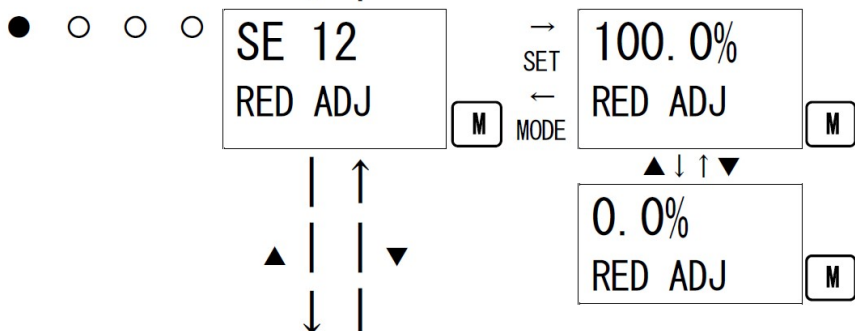 SE 12
RED ADJ
M
→
SET
←
MODE
100.0%
RED ADJ
M
▲↓↑▼
0.0%
RED ADJ
M
▲
▼